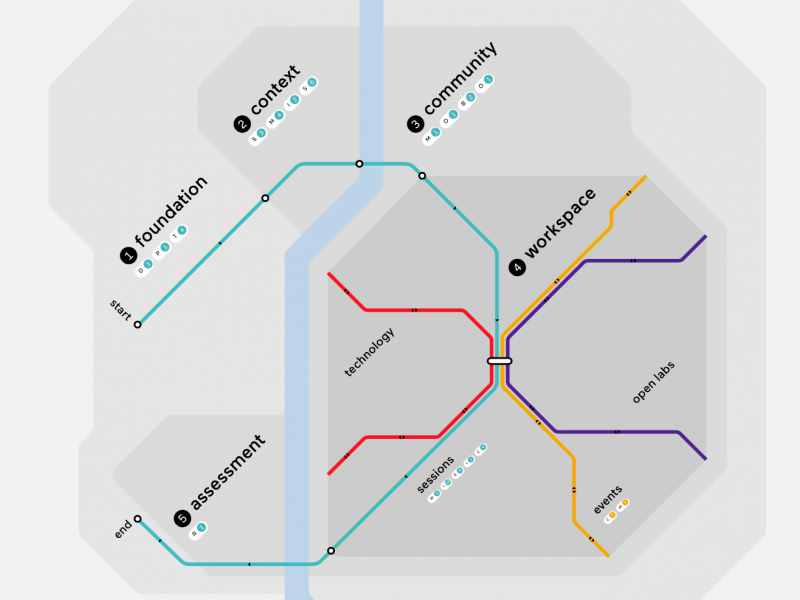 2 context
S M I S
3 community
M O B O
1 foundation
D P T
4 workspace
start
technology
open labs
sessions
events
C M
5 assessment
R
end